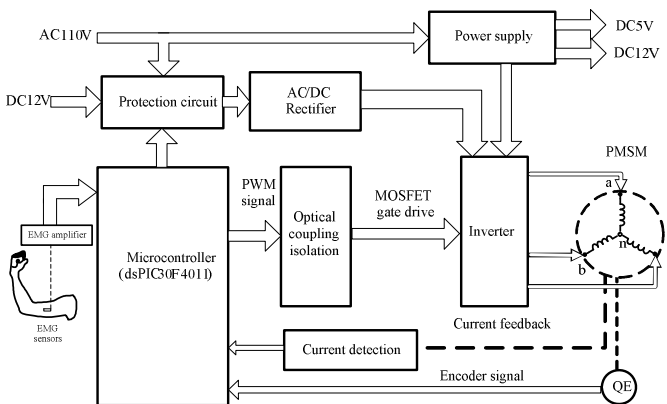 AC110V
Power supply
DC5V
DC12V
DC12V
Protection circuit
AC/DC
Rectifier
PMSM
a
n
b
PWM
signal
MOSFET
gate drive
Optical
coupling
isolation
Inverter
EMG amplifier
Microcontroller
(dsPIC30F4011)
EMG
sensors
Current feedback
Current detection
Encoder signal
QE